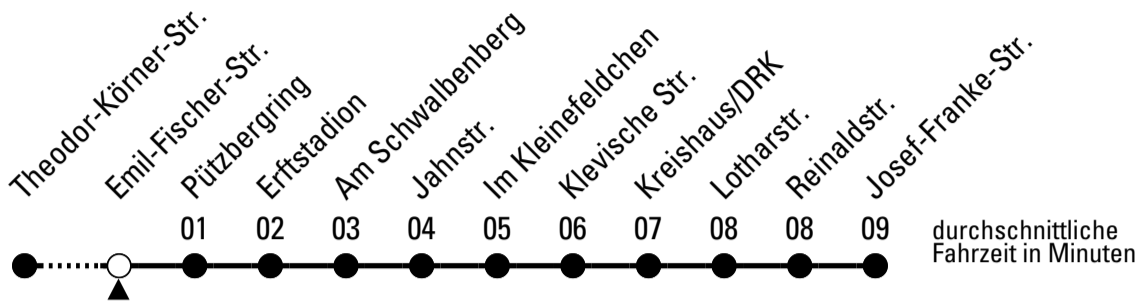 Theodor-Körner-Str.
Emil-Fischer-Str.
Pützbergring
Erftstadion
Am Schwalbenberg
Jahnstr.
Im Kleinefeldchen
Klevische Str.
Kreishaus/DRK
Lotharstr.
Reinaldstr.
Josef-Franke-Str.
01 02 03 04 05 06 07 08 08 09
durchschnittliche
Fahrzeit in Minuten